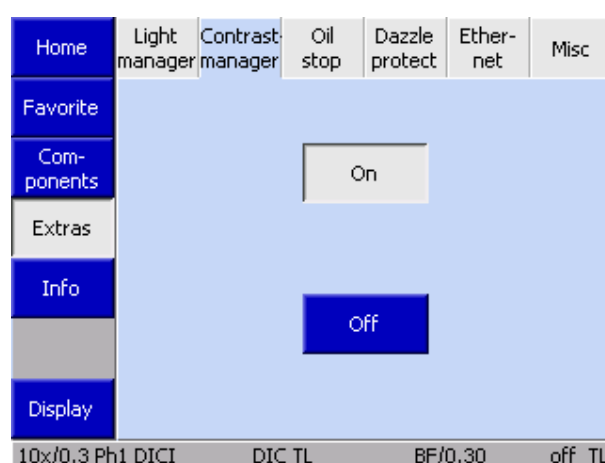 Home
Light
manager
Contrast-
manager
Oil
stop
Dazzle
protect
Ether-
net
Misc
Favorite
Com-
ponents
Extras
Info
Display
On
Off
10x/0.3 Ph1 DICI DIC TL BF/0.30 off TL